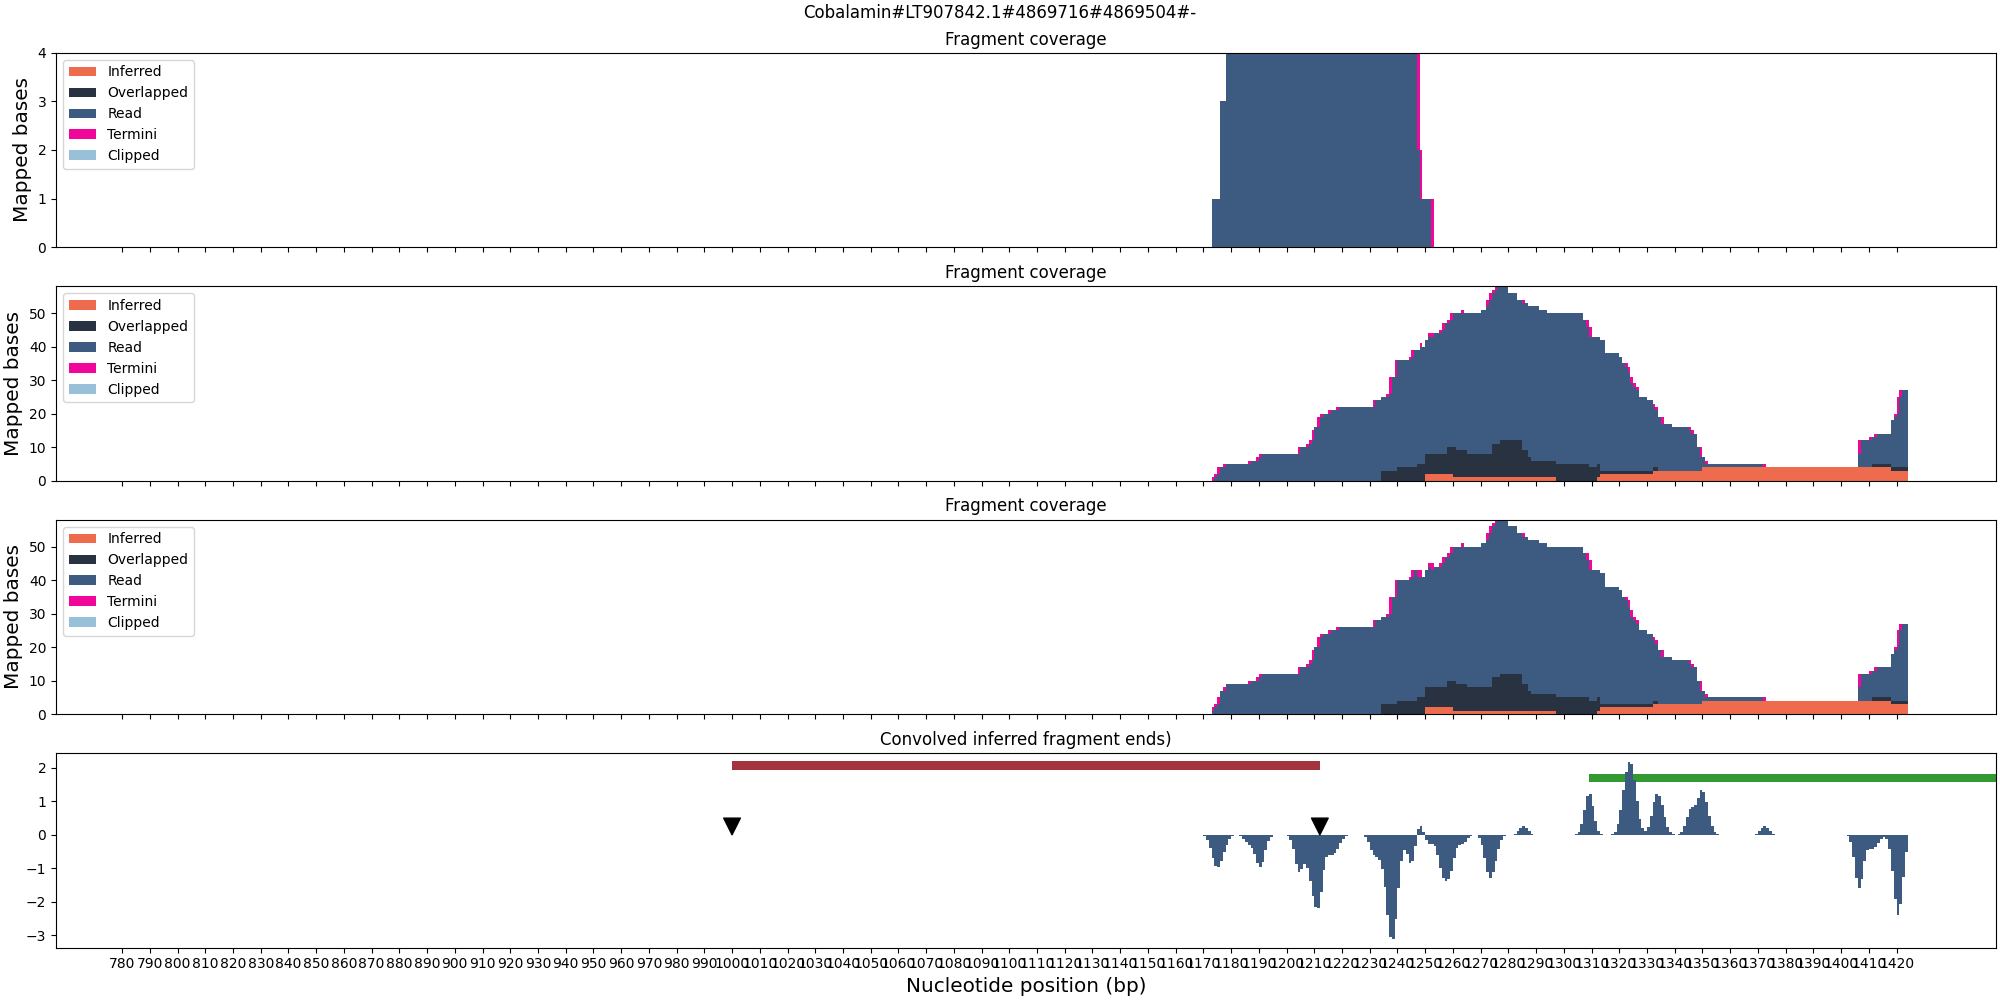 Cobalamin#LT907842.1#4869716#4869504#-
Fragment coverage
4
3
2
1
0
Mapped bases
Inferred
Overlapped
Read
Termini
Clipped
Fragment coverage
50
40
30
20
10
0
Mapped bases
Inferred
Overlapped
Read
Termini
Clipped
Fragment coverage
50
40
30
20
10
0
Mapped bases
Inferred
Overlapped
Read
Termini
Clipped
Convolved inferred fragment ends)
2
1
0
−1
−2
−3
780 790 800 810 820 830 840 850 860 870 880 890 900 910 920 930 940 950 960 970 980 990 1000 1010 1020 1030 1040 1050 1060 1070 1080 1090 1100 1110 1120 1130 1140 1150 1160 1170 1180 1190 1200 1210 1220 1230 1240 1250 1260 1270 1280 1290 1300 1310 1320 1330 1340 1350 1360 1370 1380 1390 1400 1410 1420
Nucleotide position (bp)